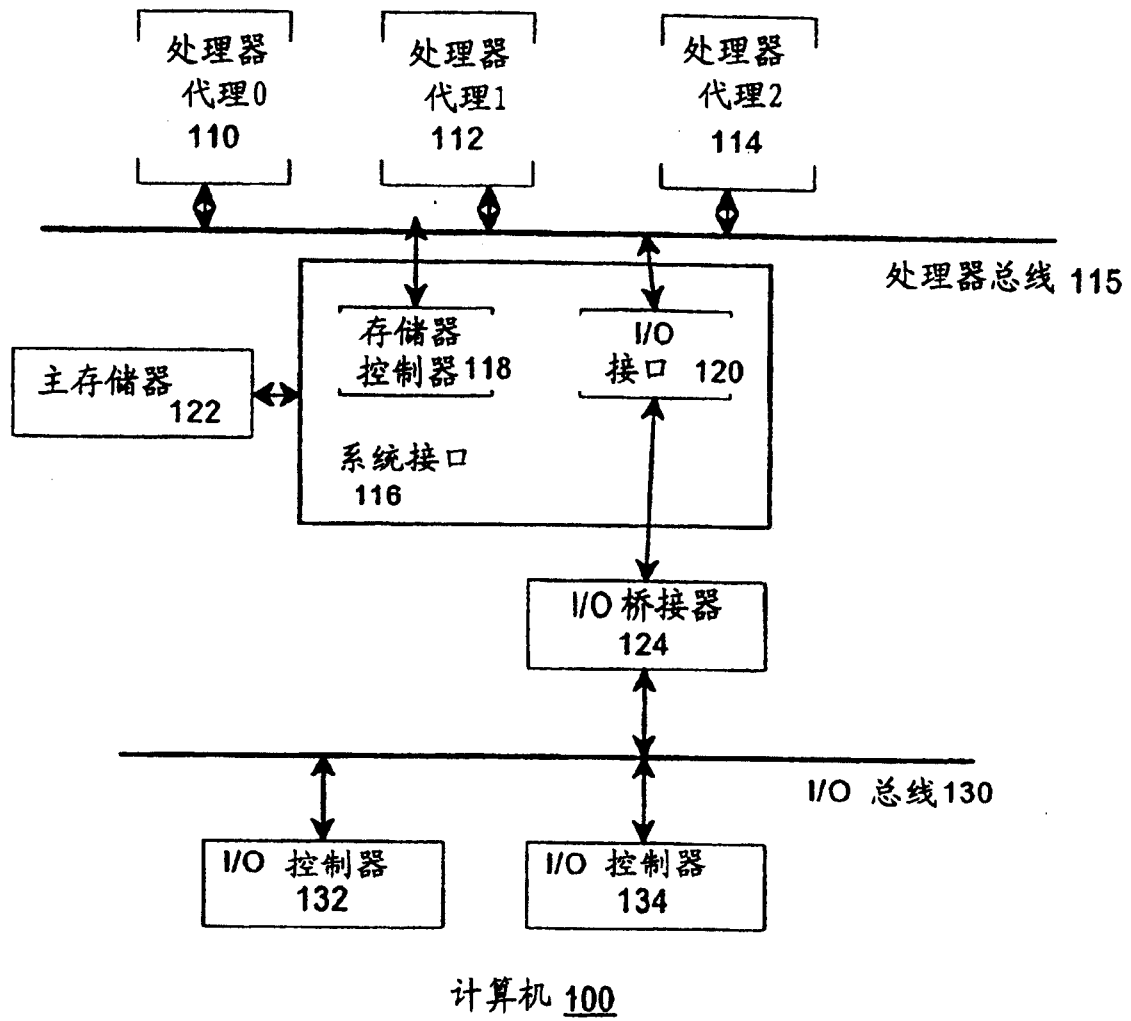 处理器
代理0
110
处理器
代理1
112
处理器
代理2
114
处理器总线 115
存储器
控制器118
I/O
接口 120
主存储器
122
系统接口
116
I/O 桥接器
124
I/O 总线130
I/O 控制器
132
I/O 控制器
134
计算机 100